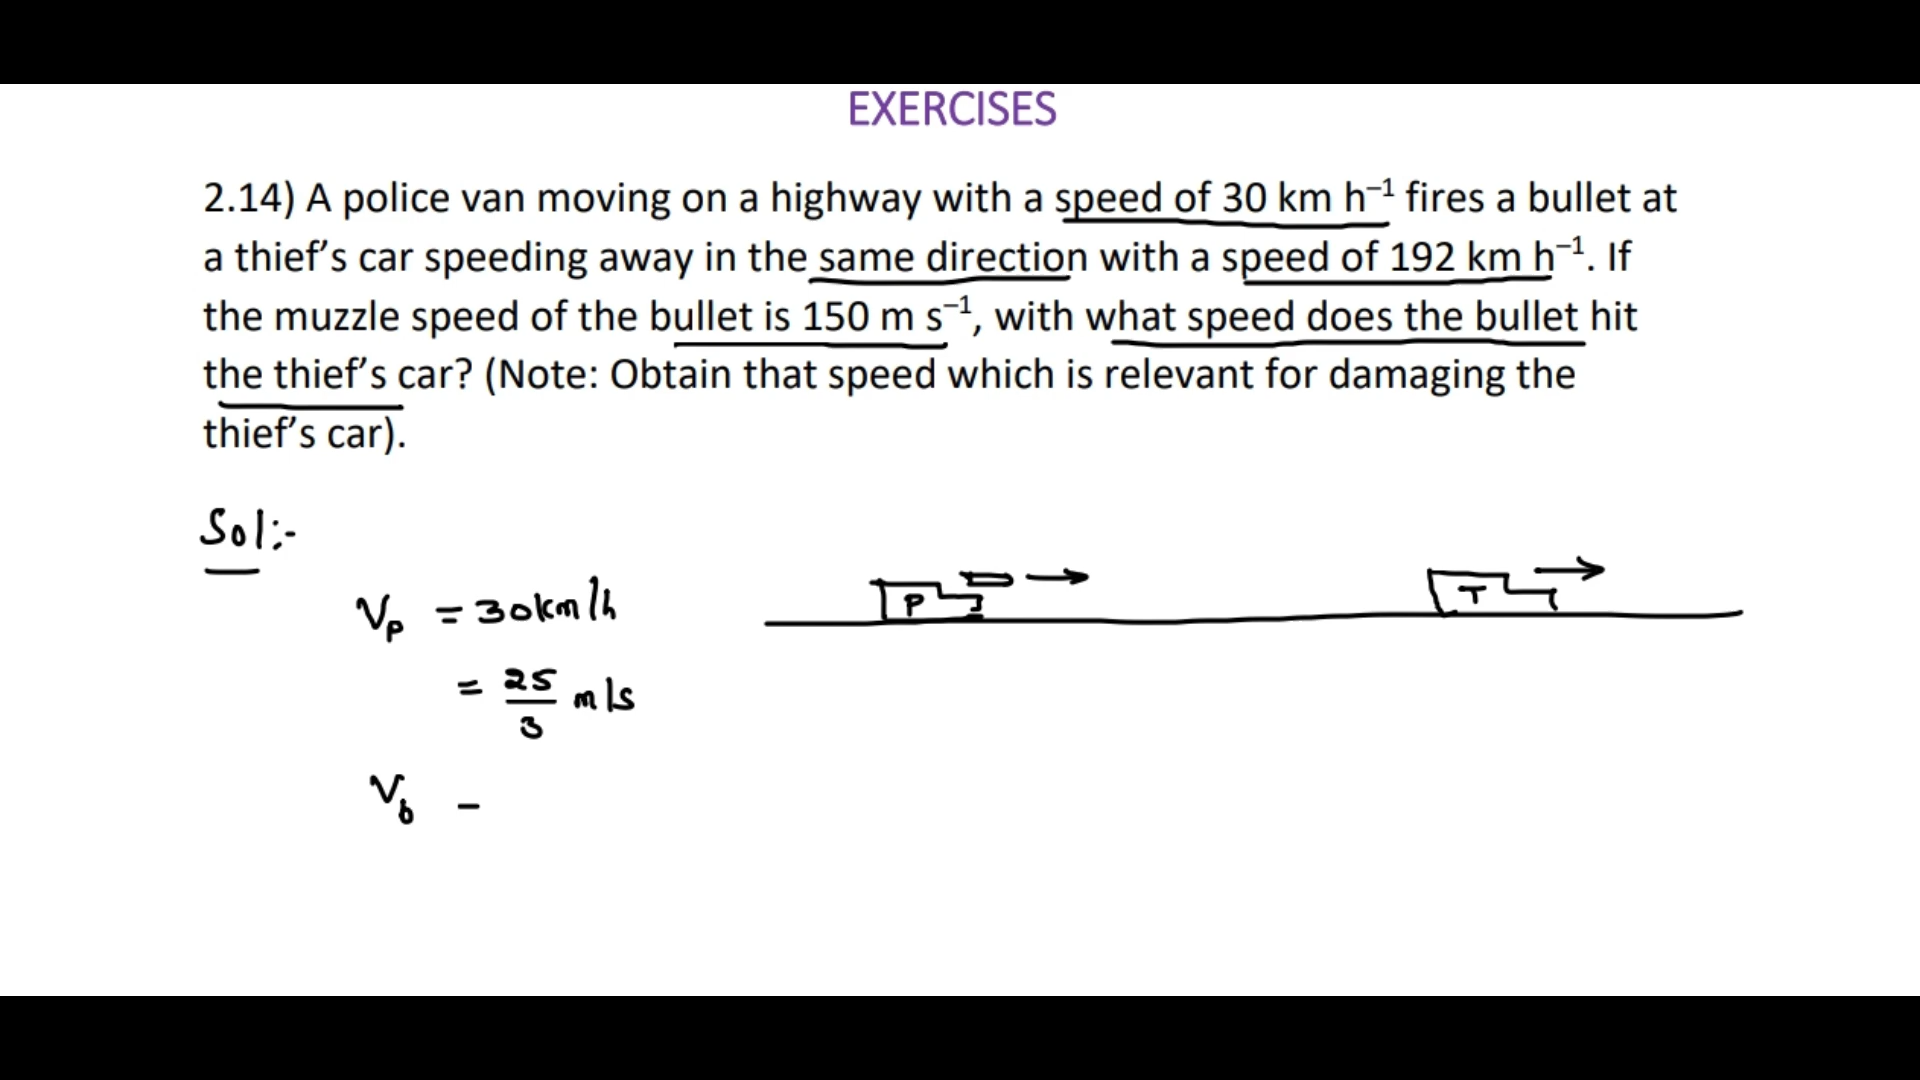 EXERCISES
2.14) A police van moving on a highway with a speed of 30 km h⁻¹ fires a bullet at
a thief’s car speeding away in the same direction with a speed of 192 km h⁻¹. If
the muzzle speed of the bullet is 150 m s⁻¹, with what speed does the bullet hit
the thief’s car? (Note: Obtain that speed which is relevant for damaging the
thief’s car).
Sol:-
P
T
Vp = 30km/h
= 25/3 m/s
Vb -